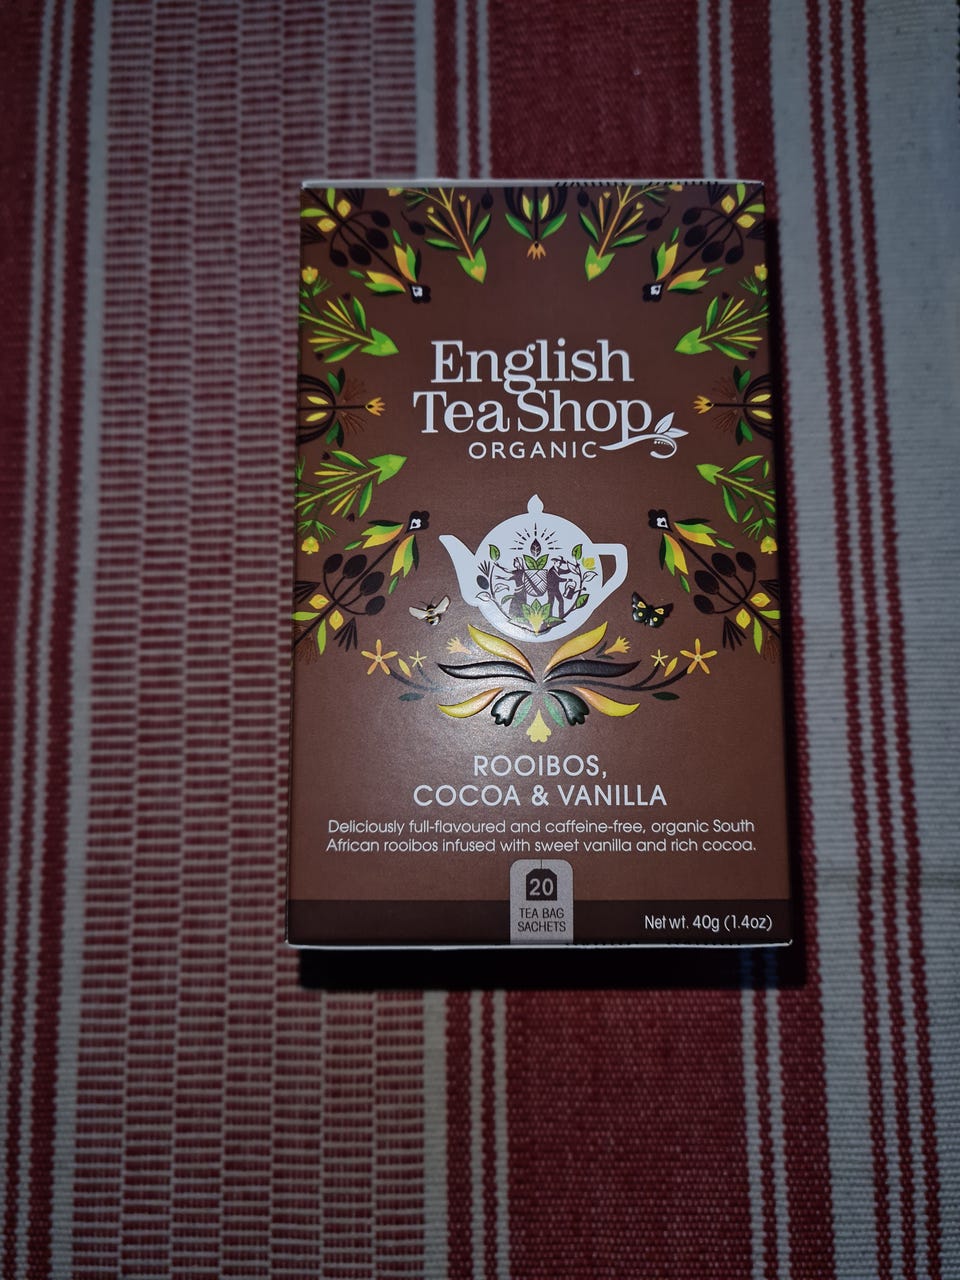 English
Tea Shop
ORGANIC
ROOIBOS,
COCOA & VANILLA
Deliciously full-flavoured and caffeine-free, organic South
African rooibos infused with sweet vanilla and rich cocoa.
20
TEA BAG
SACHETS
Net wt. 40g (1.4oz)